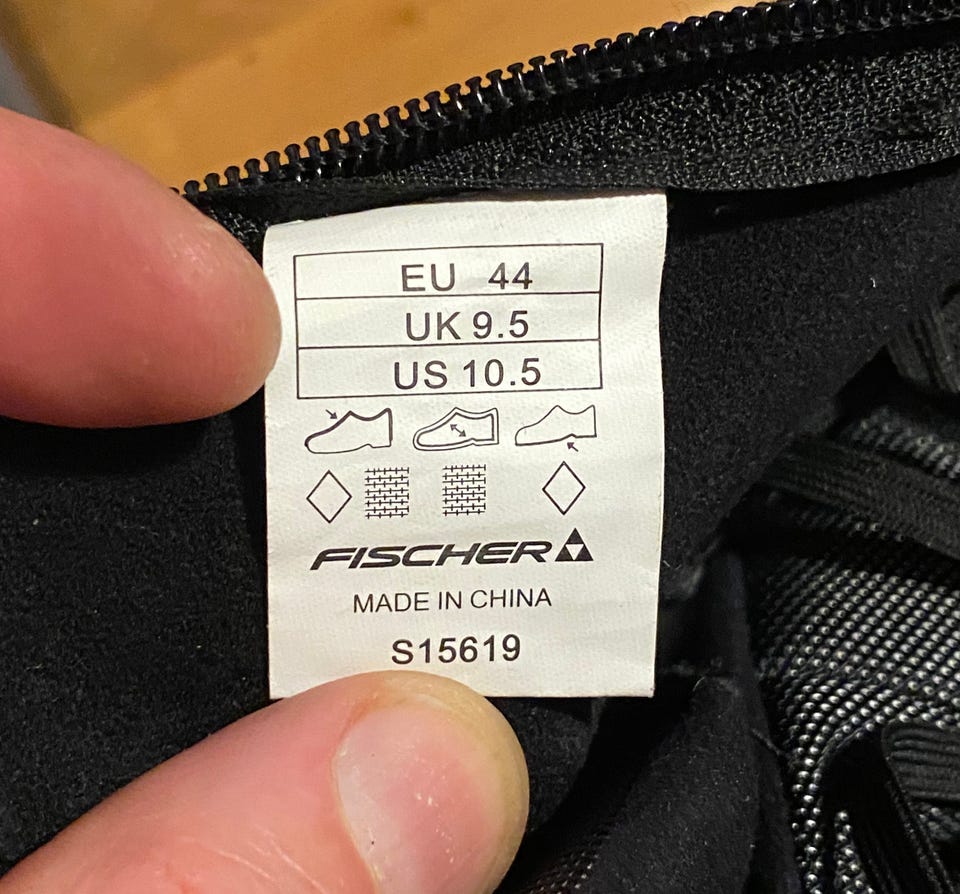 EU 44
UK 9.5
US 10.5
FISCHER
MADE IN CHINA
S15619